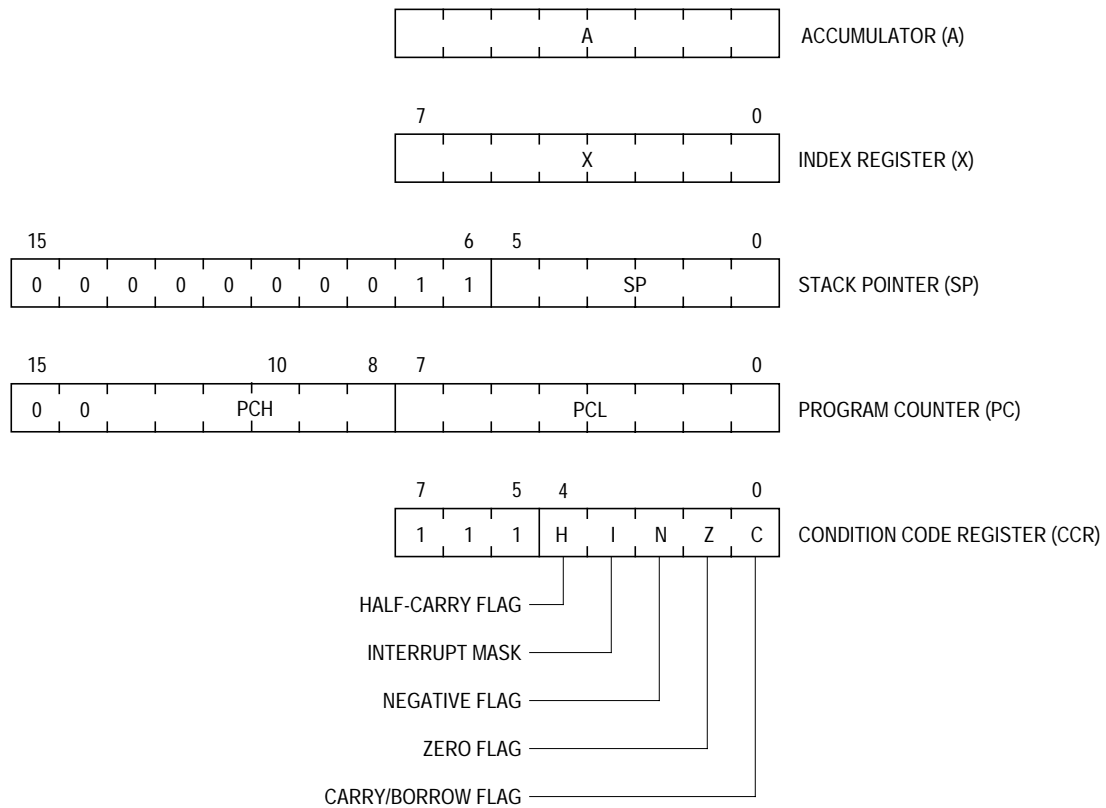 A ACCUMULATOR (A)
7 0
X INDEX REGISTER (X)
15 6 5 0
0 0 0 0 0 0 0 0 1 1 SP STACK POINTER (SP)
15 10 8 7 0
0 0 PCH PCL PROGRAM COUNTER (PC)
7 5 4 0
1 1 1 H I N Z C CONDITION CODE REGISTER (CCR)
HALF-CARRY FLAG
INTERRUPT MASK
NEGATIVE FLAG
ZERO FLAG
CARRY/BORROW FLAG